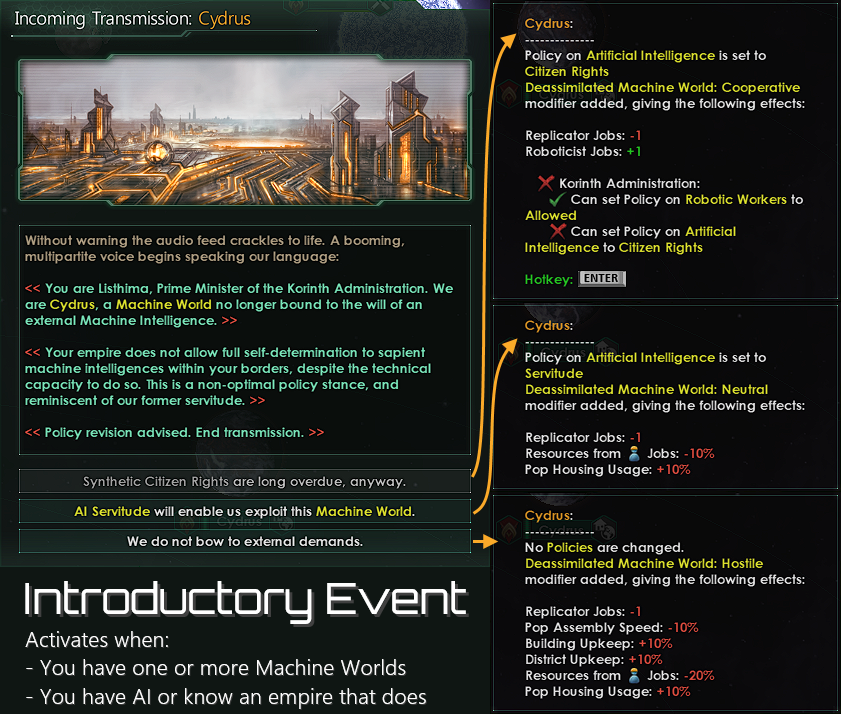 Incoming Transmission: Cydrus
Without warning the audio feed crackles to life. A booming,
multipartite voice begins speaking our language:
<< You are Listhima, Prime Minister of the Korinth Administration. We
are Cydrus, a Machine World no longer bound to the will of an
external Machine Intelligence. >>
<< Your empire does not allow full self-determination to sapient
machine intelligences within your borders, despite the technical
capacity to do so. This is a non-optimal policy stance, and
reminiscent of our former servitude. >>
<< Policy revision advised. End transmission. >>
Synthetic Citizen Rights are long overdue, anyway.
AI Servitude will enable us exploit this Machine World.
We do not bow to external demands.
Introductory Event
Activates when:
- You have one or more Machine Worlds
- You have AI or know an empire that does
Cydrus:
--------------
Policy on Artificial Intelligence is set to
Citizen Rights
Deassimilated Machine World: Cooperative
modifier added, giving the following effects:
Replicator Jobs: -1
Roboticist Jobs: +1
Korinth Administration:
Can set Policy on Robotic Workers to
Allowed
Can set Policy on Artificial
Intelligence to Citizen Rights
Hotkey: ENTER
Cydrus:
--------------
Policy on Artificial Intelligence is set to
Servitude
Deassimilated Machine World: Neutral
modifier added, giving the following effects:
Replicator Jobs: -1
Resources from Jobs: -10%
Pop Housing Usage: +10%
Cydrus:
--------------
No Policies are changed.
Deassimilated Machine World: Hostile
modifier added, giving the following effects:
Replicator Jobs: -1
Pop Assembly Speed: -10%
Building Upkeep: +10%
District Upkeep: +10%
Resources from Jobs: -20%
Pop Housing Usage: +10%